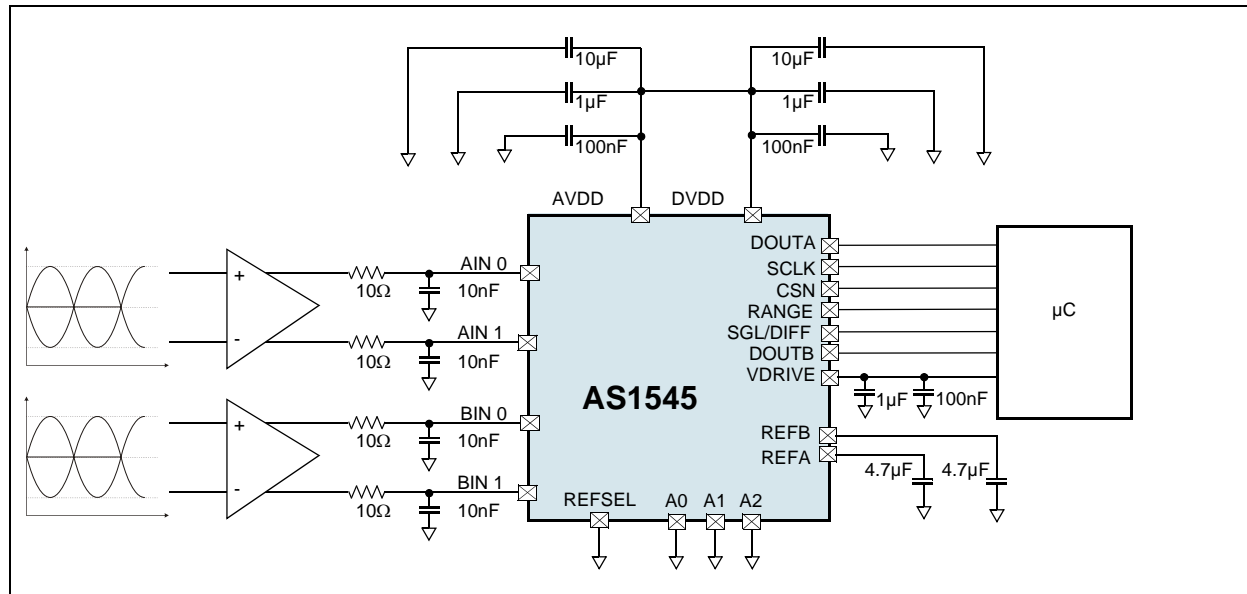 10µF
10µF
1µF
1µF
100nF
100nF
AVDD
DVDD
DOUTA
SCLK
CSN
RANGE
SGL/DIFF
DOUTB
VDRIVE
REFB
REFA
+
-
10Ω
AIN 0
10nF
10Ω
AIN 1
10nF
+
-
10Ω
BIN 0
10nF
10Ω
BIN 1
10nF
AS1545
REFSEL
A0
A1
A2
µC
1µF
100nF
4.7µF
4.7µF